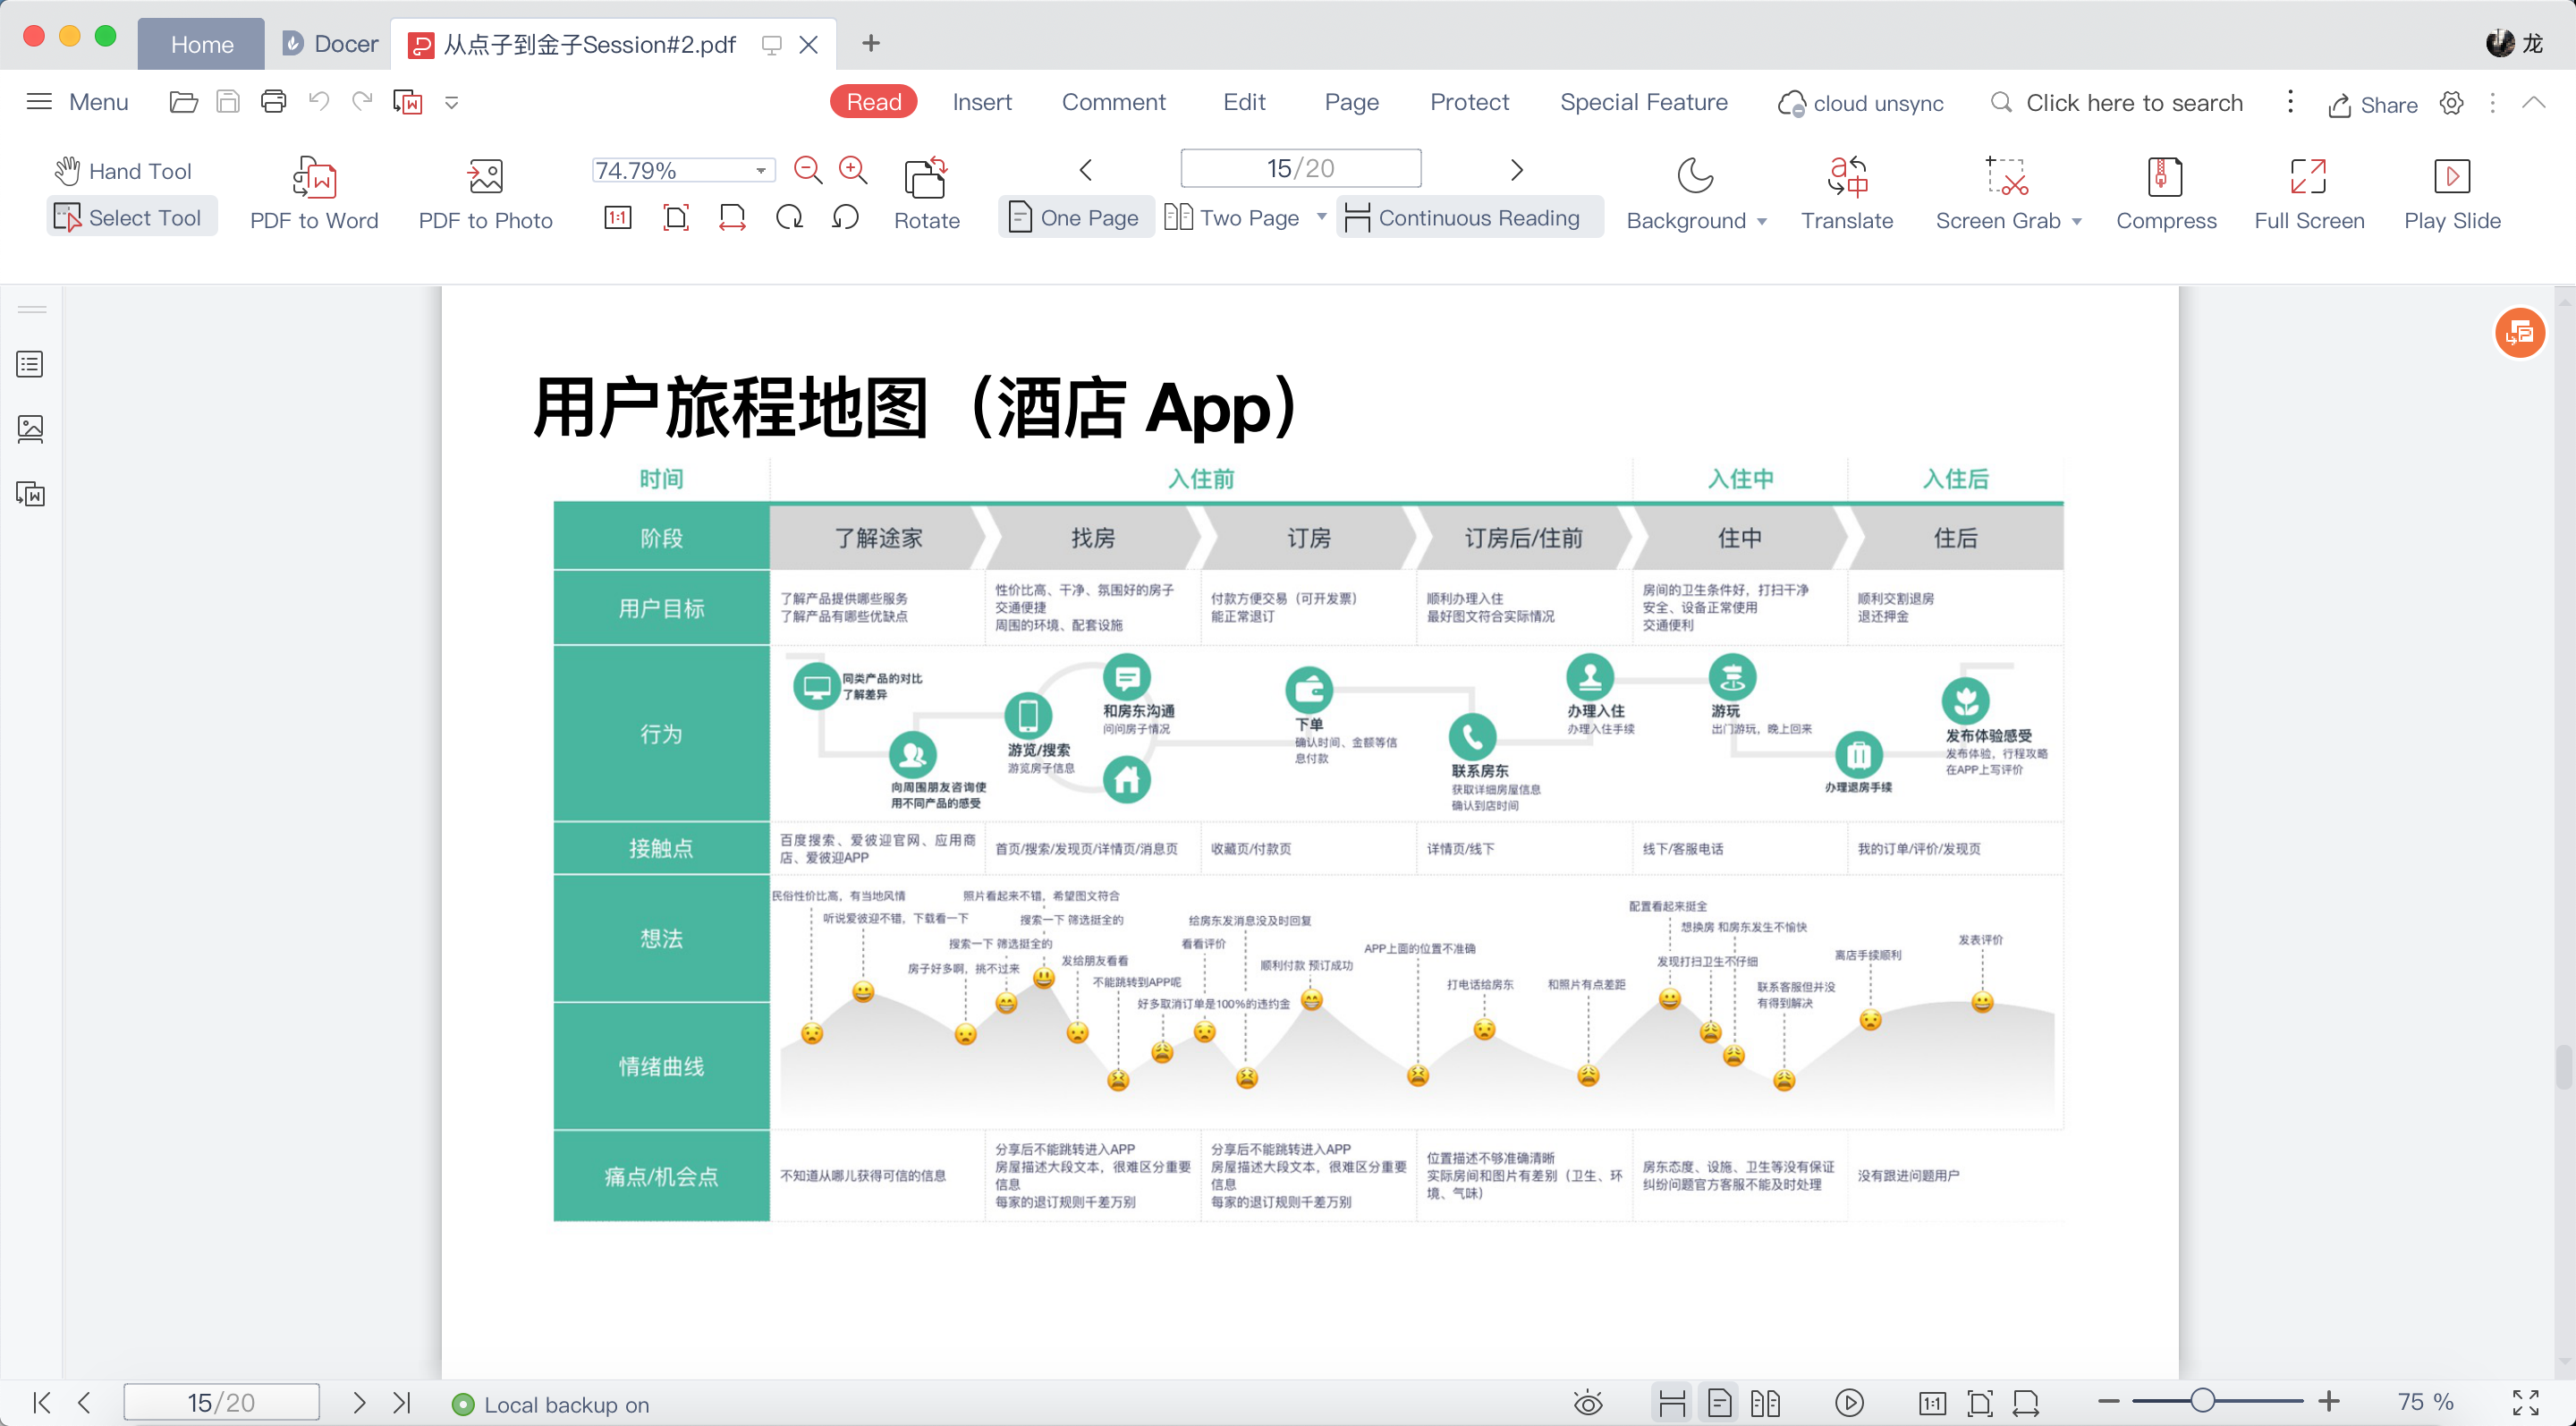 Home
Docer
从点子到金子Session#2.pdf
龙
Menu
Read
Insert
Comment
Edit
Page
Protect
Special Feature
cloud unsync
Click here to search
Share
Hand Tool
Select Tool
PDF to Word
PDF to Photo
74.79%
1:1
Rotate
15/20
One Page
Two Page
Continuous Reading
Background
Translate
Screen Grab
Compress
Full Screen
Play Slide
用户旅程地图（酒店 App）
时间
入住前
入住中
入住后
阶段
了解途家
找房
订房
订房后/住前
住中
住后
用户目标
了解产品提供哪些服务
了解产品有哪些优缺点
性价比高、干净、氛围好的房子
交通便捷
周围的环境、配套设施
付款方便交易（可开发票）
能正常退订
顺利办理入住
最好图文符合实际情况
房间的卫生条件好，打扫干净
安全、设备正常使用
交通便利
顺利交割退房
退还押金
行为
同类产品的对比
了解差异
向周围朋友咨询使
用不同产品的感受
游览/搜索
游览房子信息
和房东沟通
问问房子情况
下单
确认时间、金额等信
息付款
联系房东
获取详细房屋信息
确认到店时间
办理入住
办理入住手续
游玩
出门游玩，晚上回来
办理退房手续
发布体验感受
发布体验，行程攻略
在APP上写评价
接触点
百度搜索、爱彼迎官网、应用商
店、爱彼迎APP
首页/搜索/发现页/详情页/消息页
收藏页/付款页
详情页/线下
线下/客服电话
我的订单/评价/发现页
想法
民俗性价比高，有当地风情
听说爱彼迎不错，下载看一下
房子好多啊，挑不过来
搜索一下 筛选挺全的
照片看起来不错，希望图文符合
搜索一下 筛选挺全的
发给朋友看看
不能跳转到APP呢
好多取消订单是100%的违约金
看看评价
给房东发消息没及时回复
顺利付款 预订成功
APP上面的位置不准确
打电话给房东
和照片有点差距
配置看起来挺全
想换房 和房东发生不愉快
发现打扫卫生不仔细
联系客服但并没
有得到解决
离店手续顺利
发表评价
情绪曲线
痛点/机会点
不知道从哪儿获得可信的信息
分享后不能跳转进入APP
房屋描述大段文本，很难区分重要
信息
每家的退订规则千差万别
分享后不能跳转进入APP
房屋描述大段文本，很难区分重要
信息
每家的退订规则千差万别
位置描述不够准确清晰
实际房间和图片有差别（卫生、环
境、气味）
房东态度、设施、卫生等没有保证
纠纷问题官方客服不能及时处理
没有跟进问题用户
15/20
Local backup on
1:1
75 %